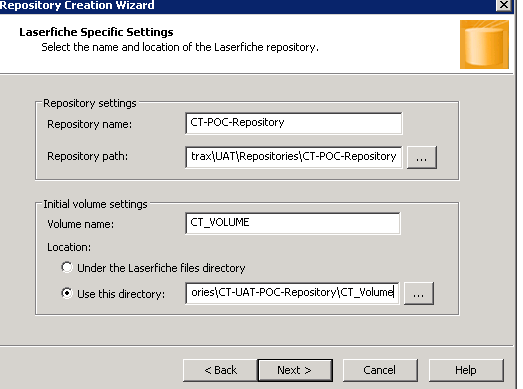 Repository Creation Wizard
Laserfiche Specific Settings
Select the name and location of the Laserfiche repository.
Repository settings
Repository name: CT-POC-Repository
Repository path: trax\UAT\Repositories\CT-POC-Repository ...
Initial volume settings
Volume name: CT_VOLUME
Location:
Under the Laserfiche files directory
Use this directory: ories\CT-UAT-POC-Repository\CT_Volume ...
< Back Next > Cancel Help